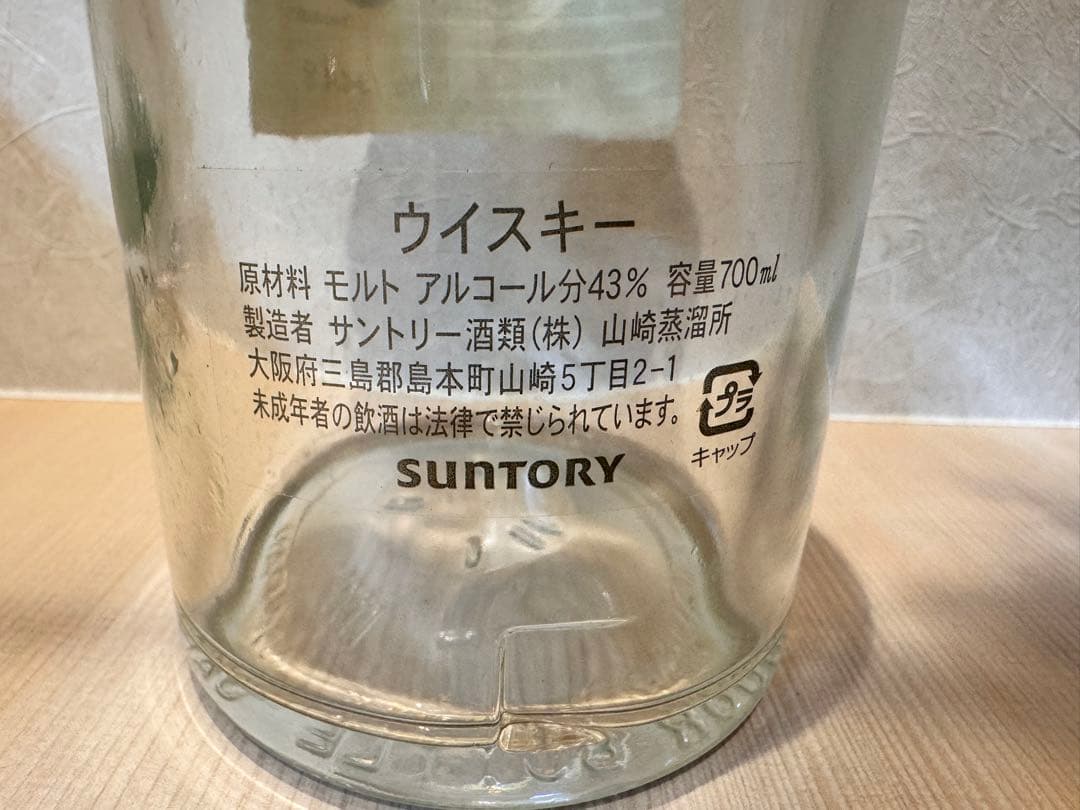 ウイスキー
原材料 モルト アルコール分43% 容量700ml
製造者 サントリー酒類(株) 山崎蒸溜所
大阪府三島郡島本町山崎5丁目2-1
未成年者の飲酒は法律で禁じられています。
プラ
キャップ
SUNTORY